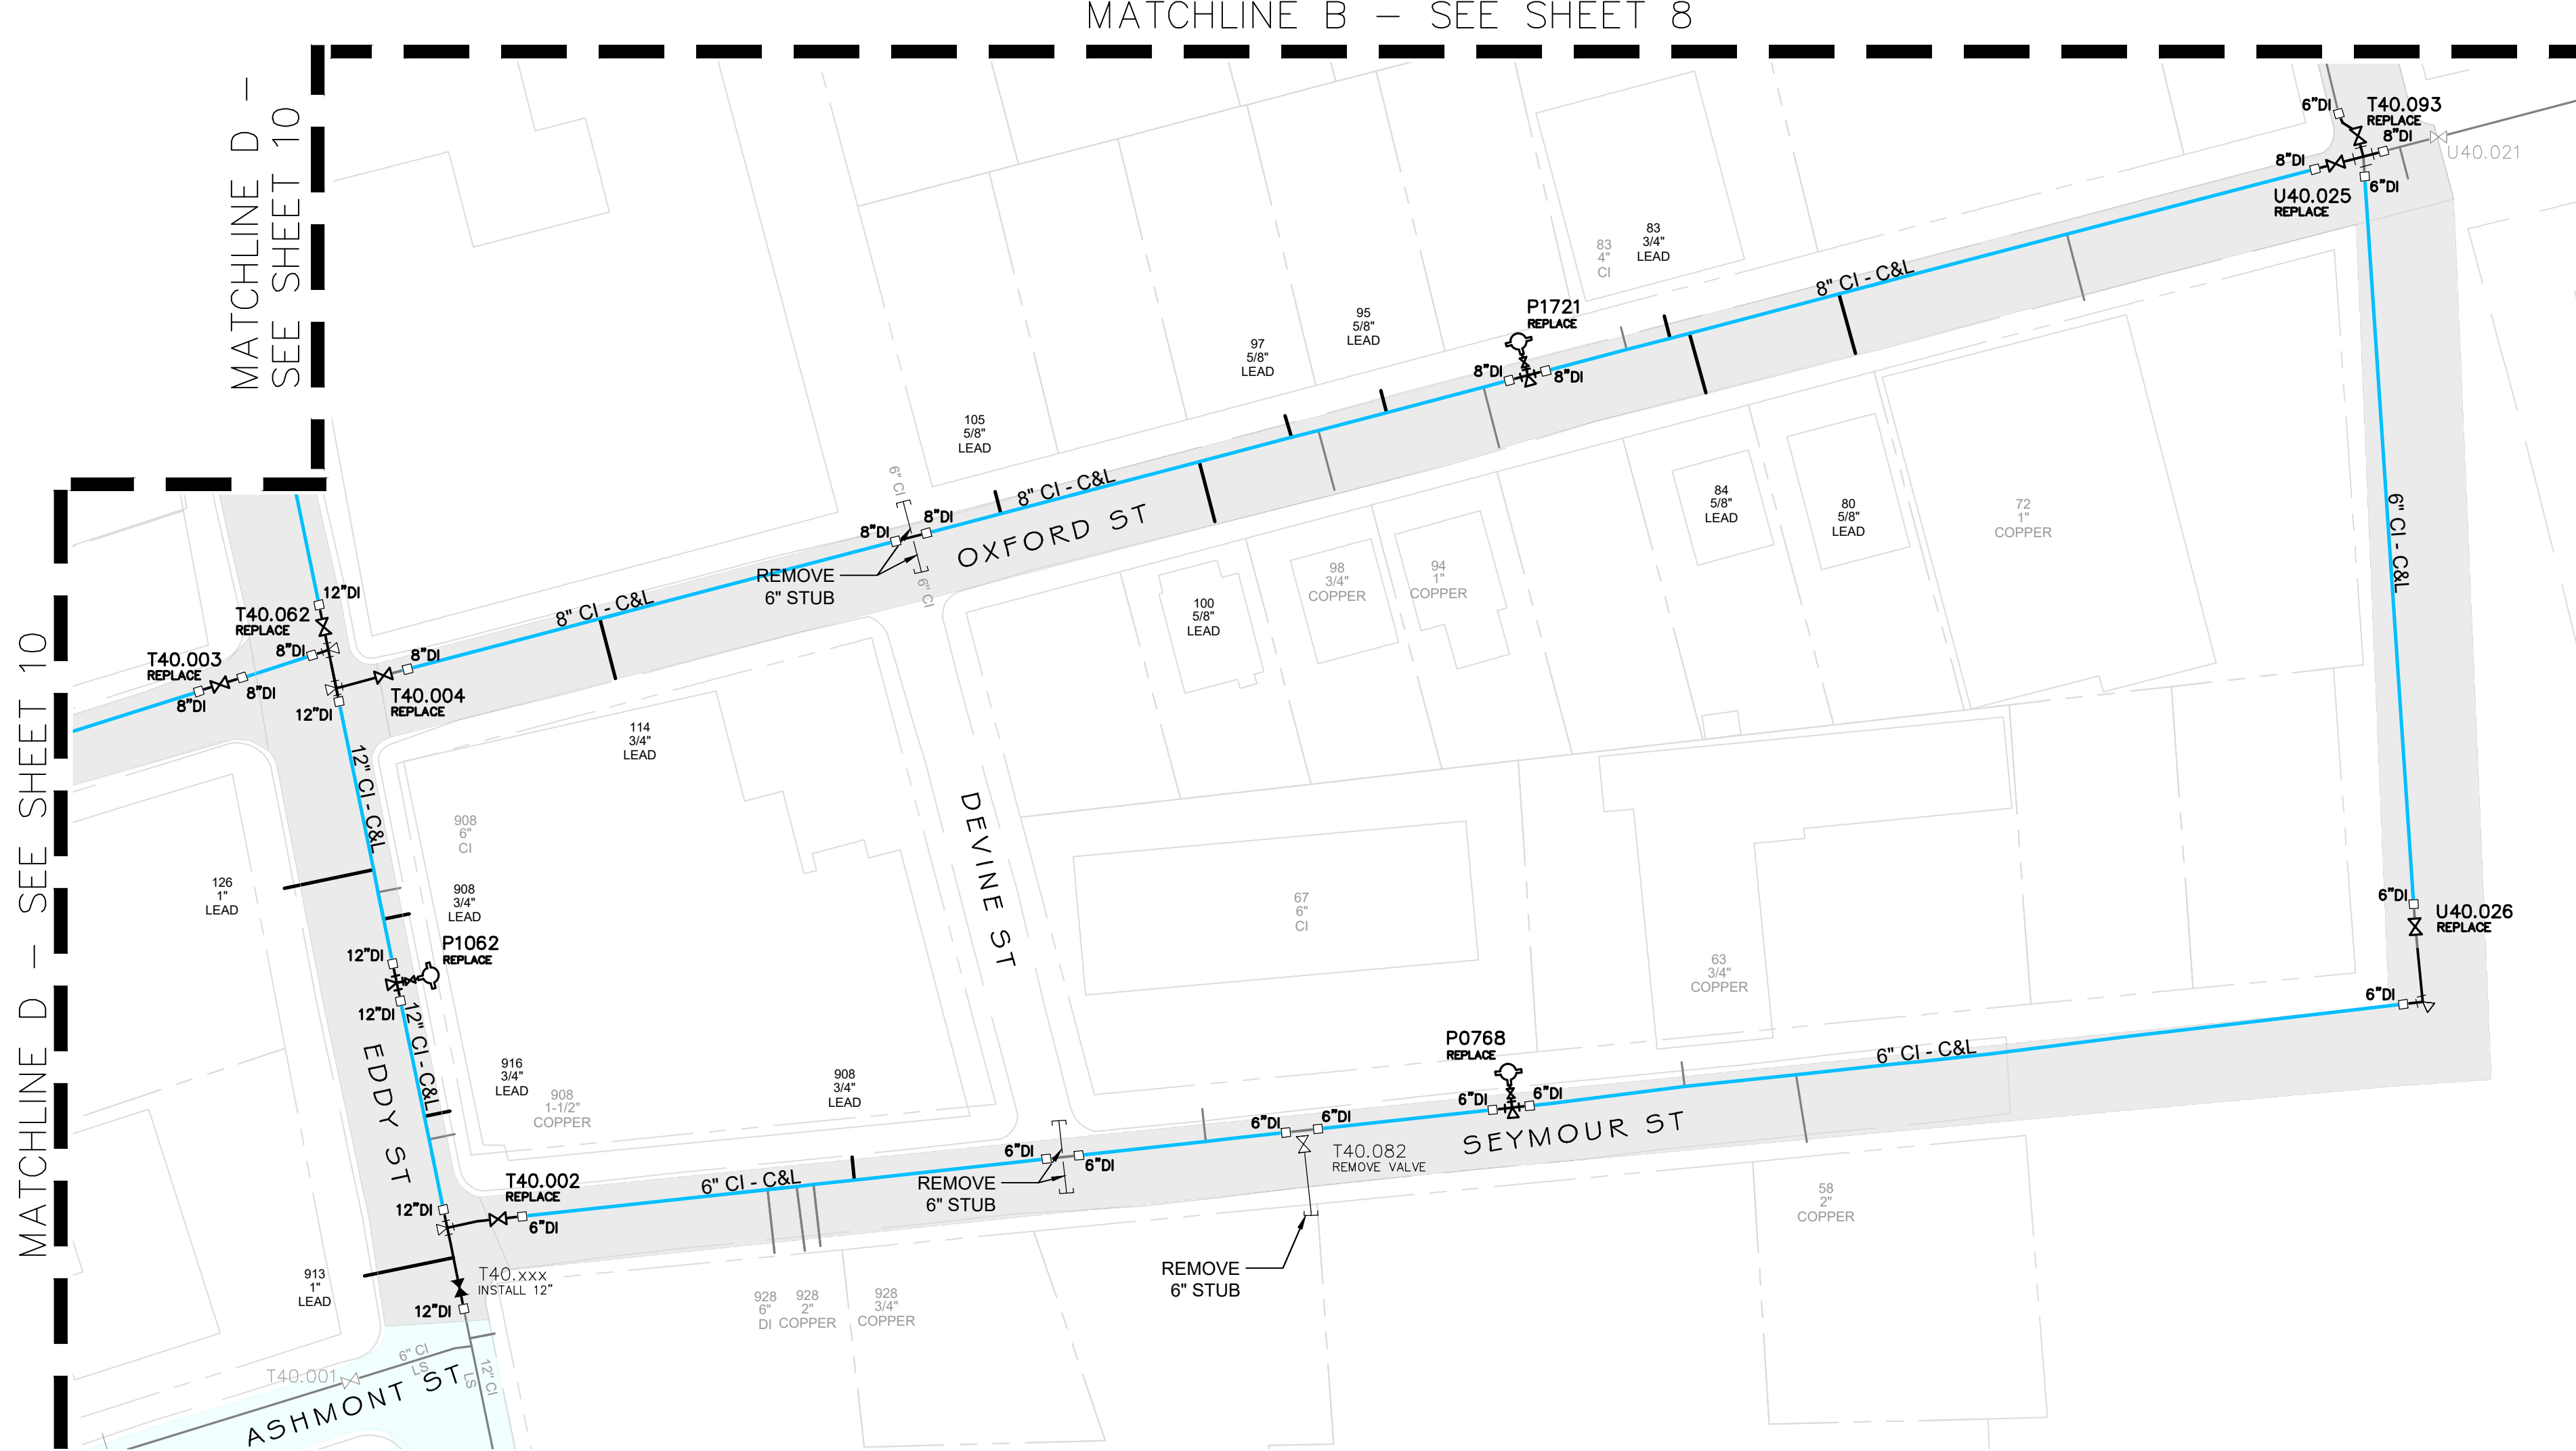 MATCHLINE B – SEE SHEET 8
MATCHLINE D –
SEE SHEET 10
MATCHLINE D – SEE SHEET 10
6"DI
T40.093
REPLACE
8"DI
U40.021
8"DI
6"DI
U40.025
REPLACE
83
4"
CI
83
3/4"
LEAD
8" CI - C&L
P1721
REPLACE
8"DI
8"DI
95
5/8"
LEAD
97
5/8"
LEAD
105
5/8"
LEAD
6" CI
8" CI - C&L
8"DI
8"DI
OXFORD ST
REMOVE
6" STUB
6" CI
8" CI - C&L
84
5/8"
LEAD
80
5/8"
LEAD
72
1"
COPPER
6" CI - C&L
98
3/4"
COPPER
94
1"
COPPER
100
5/8"
LEAD
12"DI
T40.062
REPLACE
8"DI
T40.003
REPLACE
8"DI
8"DI
8"DI
T40.004
REPLACE
12"DI
114
3/4"
LEAD
12" CI - C&L
908
6"
CI
126
1"
LEAD
908
3/4"
LEAD
DEVINE ST
67
6"
CI
63
3/4"
COPPER
6"DI
U40.026
REPLACE
6"DI
P1062
REPLACE
12"DI
12"DI
12" CI - C&L
EDDY ST
916
3/4"
LEAD
908
1-1/2"
COPPER
908
3/4"
LEAD
P0768
REPLACE
6"DI
6"DI
6" CI - C&L
6"DI
6"DI
SEYMOUR ST
T40.082
REMOVE VALVE
6"DI
6"DI
REMOVE
6" STUB
6" CI - C&L
T40.002
REPLACE
12"DI
6"DI
58
2"
COPPER
REMOVE
6" STUB
913
1"
LEAD
T40.xxx
INSTALL 12"
12"DI
928
6"
DI
928
2"
COPPER
928
3/4"
COPPER
T40.001
6" CI
LS
12" CI
LS
ASHMONT ST